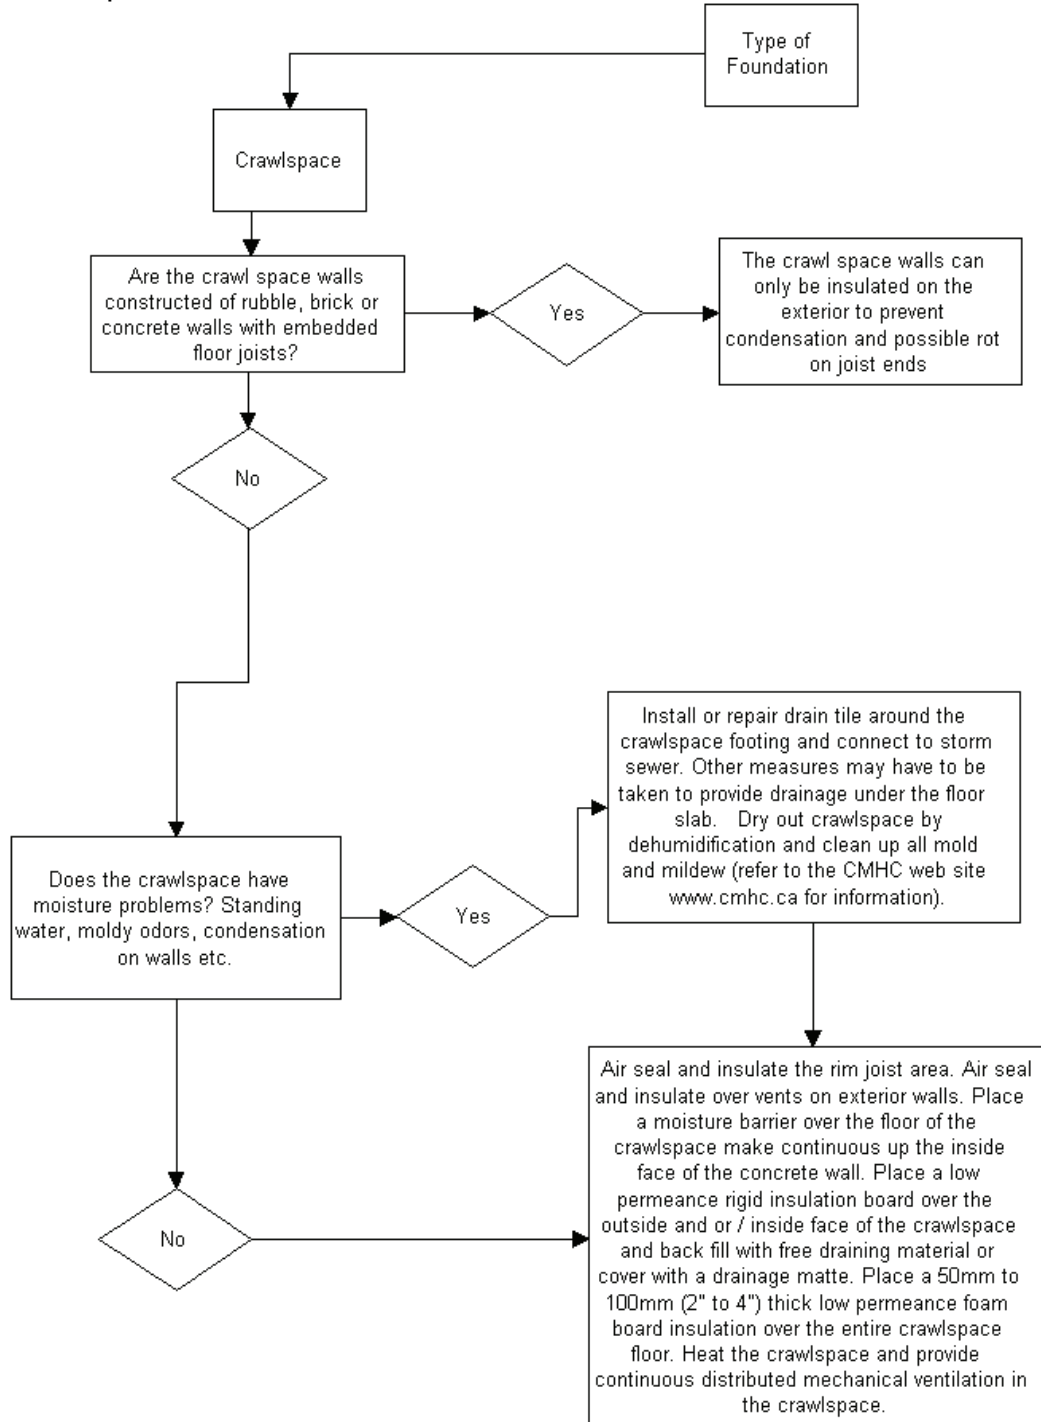 Type of
Foundation
Crawlspace
Are the crawl space walls
constructed of rubble, brick or
concrete walls with embedded
floor joists?
Yes
The crawl space walls can
only be insulated on the
exterior to prevent
condensation and possible rot
on joist ends
No
Does the crawlspace have
moisture problems? Standing
water, moldy odors, condensation
on walls etc.
Yes
Install or repair drain tile around the
crawlspace footing and connect to storm
sewer. Other measures may have to be
taken to provide drainage under the floor
slab. Dry out crawlspace by
dehumidification and clean up all mold
and mildew (refer to the CMHC web site
www.cmhc.ca for information).
No
Air seal and insulate the rim joist area. Air seal
and insulate over vents on exterior walls. Place
a moisture barrier over the floor of the
crawlspace make continuous up the inside
face of the concrete wall. Place a low
permeance rigid insulation board over the
outside and or / inside face of the crawlspace
and back fill with free draining material or
cover with a drainage matte. Place a 50mm to
100mm (2" to 4") thick low permeance foam
board insulation over the entire crawlspace
floor. Heat the crawlspace and provide
continuous distributed mechanical ventilation in
the crawlspace.